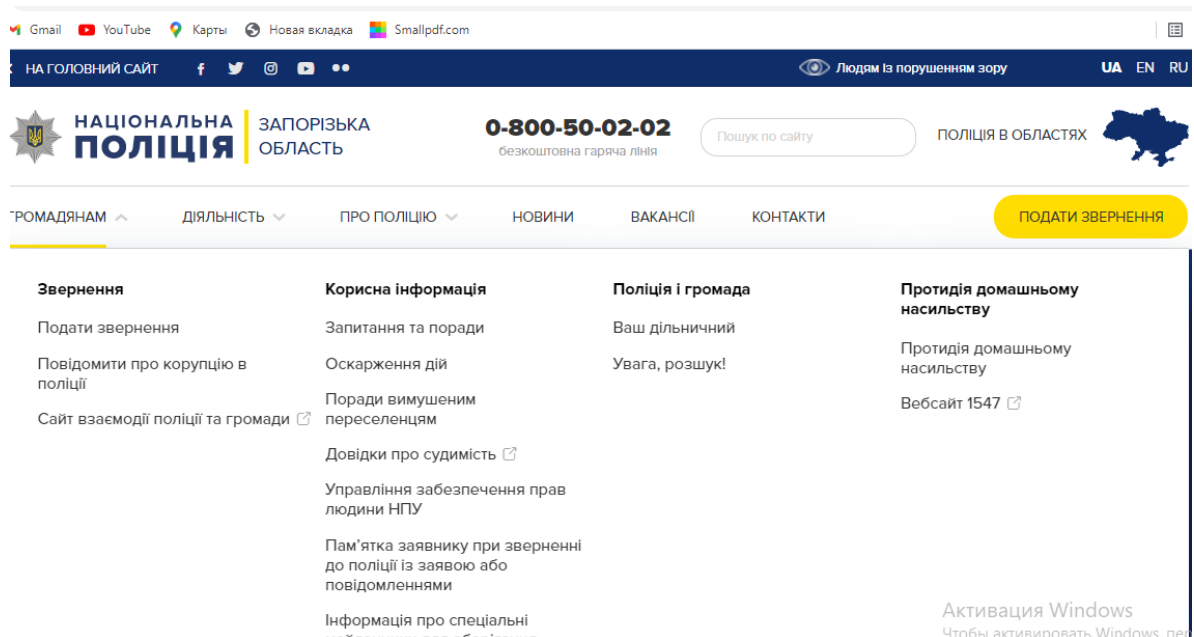 Gmail YouTube Карты Новая вкладка Smallpdf.com
НА ГОЛОВНИЙ САЙТ Людям із порушенням зору UA EN RU
НАЦІОНАЛЬНА ПОЛІЦІЯ
ЗАПОРІЗЬКА ОБЛАСТЬ
0-800-50-02-02
безкоштовна гаряча лінія
Пошук по сайту
ПОЛІЦІЯ В ОБЛАСТЯХ
ГРОМАДЯНАМ ДІЯЛЬНІСТЬ ПРО ПОЛІЦІЮ НОВИНИ ВАКАНСІЇ КОНТАКТИ ПОДАТИ ЗВЕРНЕННЯ
Звернення
Подати звернення
Повідомити про корупцію в
поліції
Сайт взаємодії поліції та громади
Корисна інформація
Запитання та поради
Оскарження дій
Поради вимушеним
переселенцям
Довідки про судимість
Управління забезпечення прав
людини НПУ
Пам’ятка заявнику при зверненні
до поліції із заявою або
повідомленнями
Інформація про спеціальні
Поліція і громада
Ваш дільничний
Увага, розшук!
Протидія домашньому
насильству
Протидія домашньому
насильству
Вебсайт 1547
Активация Windows
Чтобы активировать Windows,